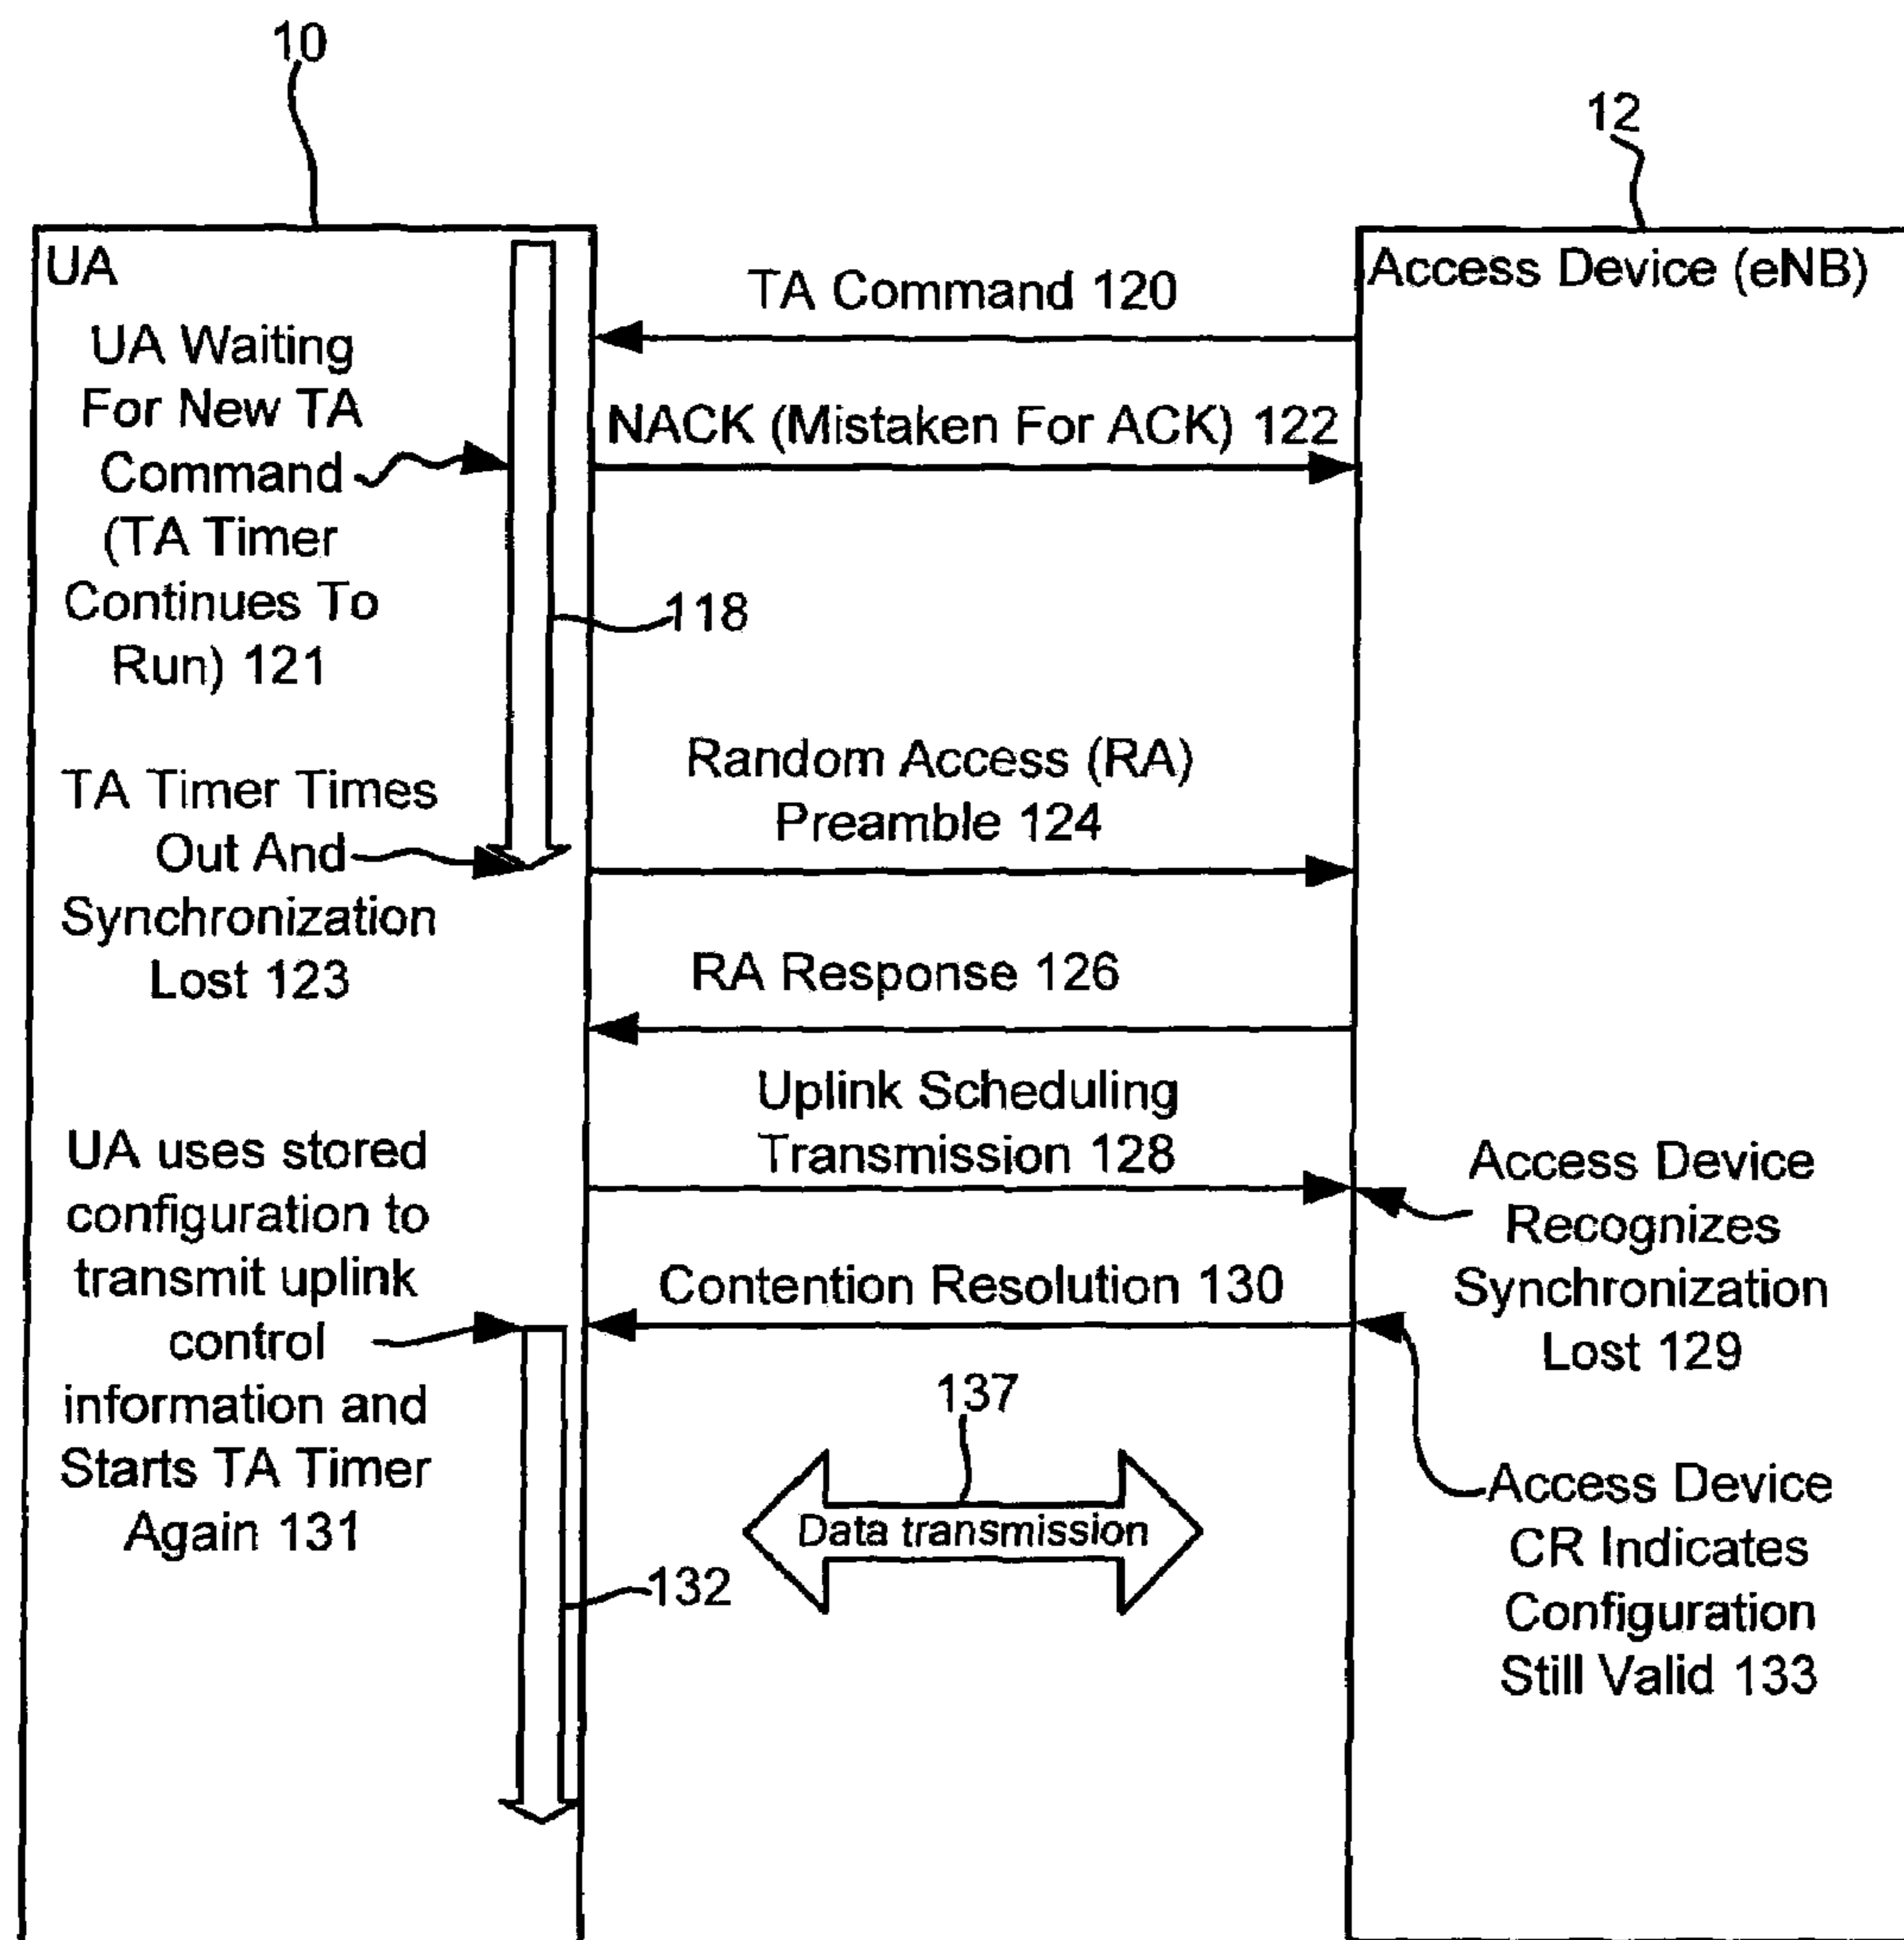 10
12
UA
Access Device (eNB)
TA Command 120
UA Waiting
For New TA
Command
(TA Timer
Continues To
Run) 121
NACK (Mistaken For ACK) 122
118
Random Access (RA)
Preamble 124
TA Timer Times
Out And
Synchronization
Lost 123
RA Response 126
Uplink Scheduling
Transmission 128
Access Device
Recognizes
Synchronization
Lost 129
UA uses stored
configuration to
transmit uplink
control
information and
Starts TA Timer
Again 131
Contention Resolution 130
137
Data transmission
132
Access Device
CR Indicates
Configuration
Still Valid 133